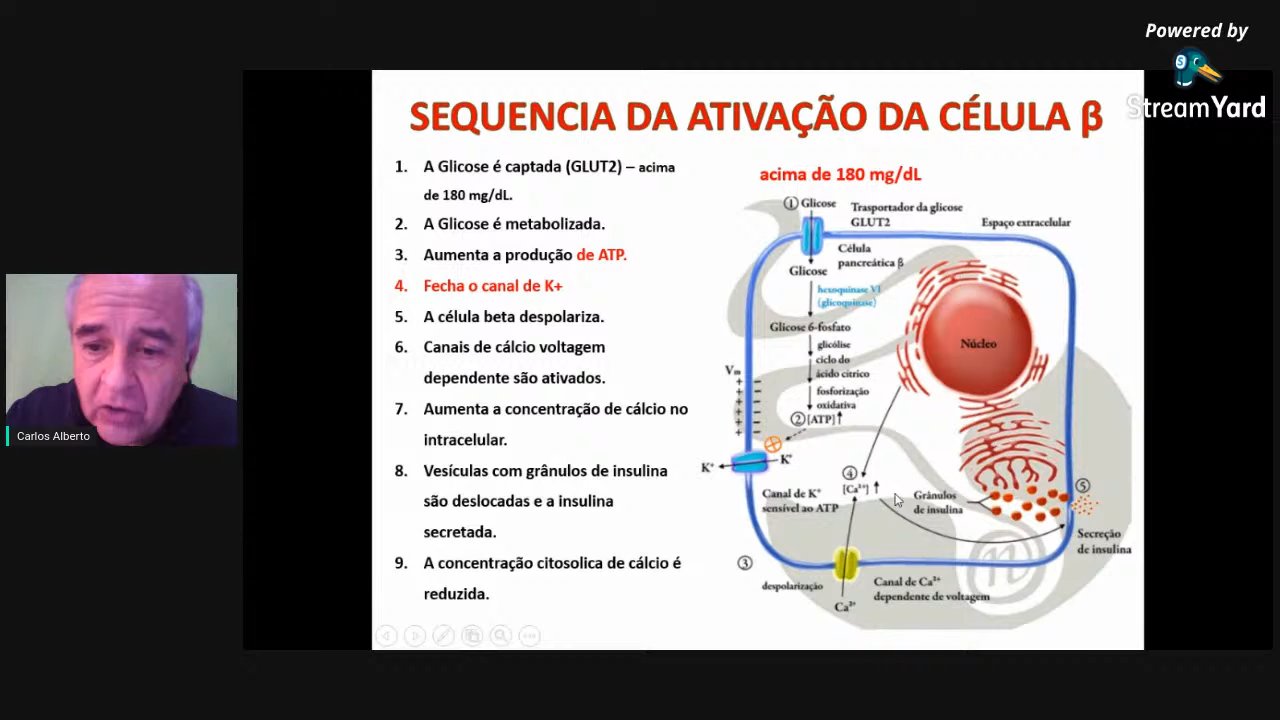 Powered by
StreamYard
SEQUENCIA DA ATIVAÇÃO DA CÉLULA β
1. A Glicose é captada (GLUT2) – acima
de 180 mg/dL.
2. A Glicose é metabolizada.
3. Aumenta a produção de ATP.
4. Fecha o canal de K+
5. A célula beta despolariza.
6. Canais de cálcio voltagem
dependente são ativados.
7. Aumenta a concentração de cálcio no
intracelular.
8. Vesículas com grânulos de insulina
são deslocadas e a insulina
secretada.
9. A concentração citosolica de cálcio é
reduzida.
acima de 180 mg/dL
① Glicose
Trasportador da glicose
GLUT2
Espaço extracelular
Célula
pancreática β
Glicose
hexoquinase VI
(glicoquinase)
Glicose 6-fosfato
glicólise
ciclo do
ácido cítrico
fosforização
oxidativa
② [ATP]↑
Núcleo
Vm
K⁺
K⁺
Canal de K⁺
sensível ao ATP
④
[Ca²⁺] ↑
Grânulos
de insulina
⑤
Secreção
de insulina
③
despolarização
Canal de Ca²⁺
dependente de voltagem
Ca²⁺
n
Carlos Alberto